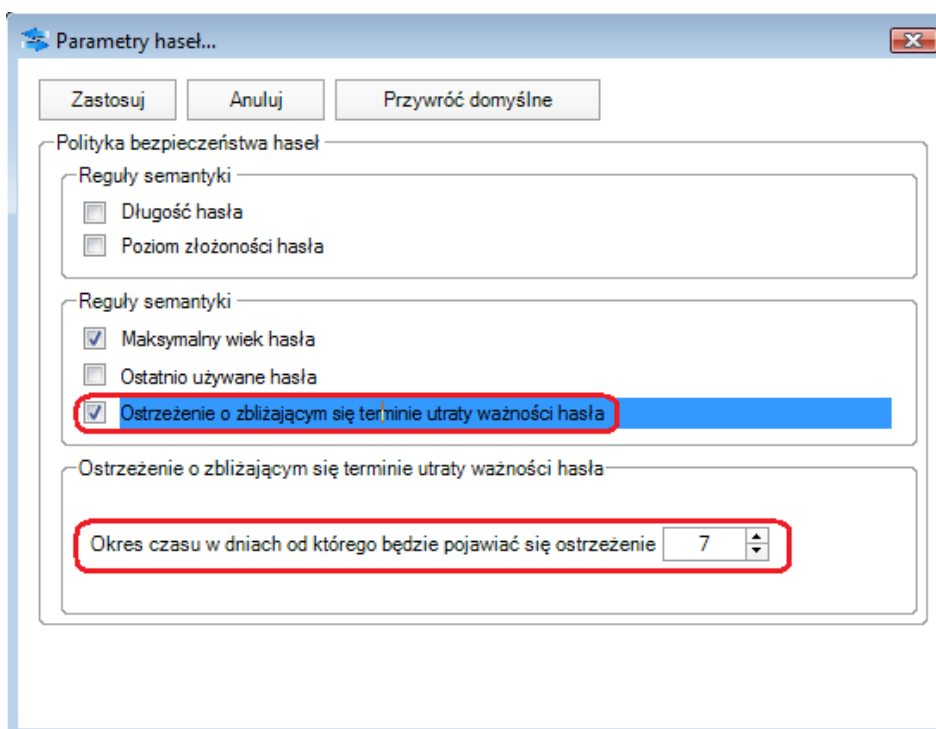 Parametry haseł...
Zastosuj Anuluj Przywróć domyślne
Polityka bezpieczeństwa haseł
Reguły semantyki
Długość hasła
Poziom złożoności hasła
Reguły semantyki
Maksymalny wiek hasła
Ostatnio używane hasła
Ostrzeżenie o zbliżającym się terminie utraty ważności hasła
Ostrzeżenie o zbliżającym się terminie utraty ważności hasła
Okres czasu w dniach od którego będzie pojawiać się ostrzeżenie 7